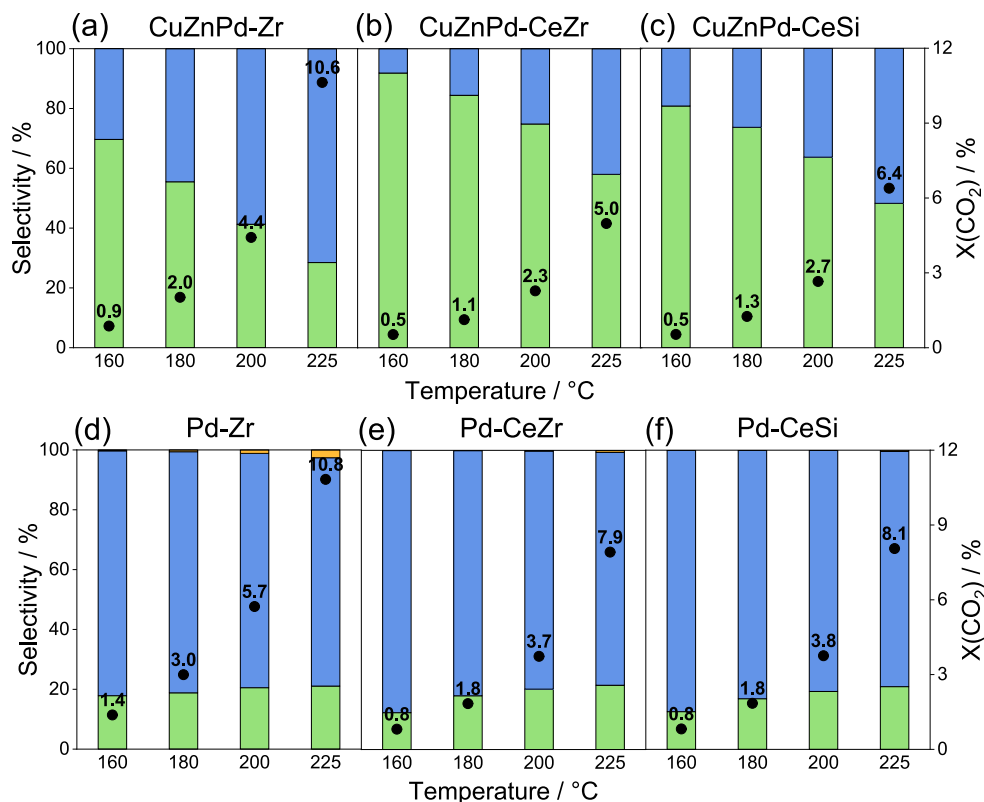 (a) CuZnPd-Zr
(b) CuZnPd-CeZr
(c) CuZnPd-CeSi
Selectivity / %
100
80
60
40
20
0
0.9
2.0
4.4
10.6
0.5
1.1
2.3
5.0
0.5
1.3
2.7
6.4
12
9
6
3
0
X(CO₂) / %
160 180 200 225
160 180 200 225
160 180 200 225
Temperature / °C
(d) Pd-Zr
(e) Pd-CeZr
(f) Pd-CeSi
Selectivity / %
100
80
60
40
20
0
1.4
3.0
5.7
10.8
0.8
1.8
3.7
7.9
0.8
1.8
3.8
8.1
12
9
6
3
0
X(CO₂) / %
160 180 200 225
160 180 200 225
160 180 200 225
Temperature / °C